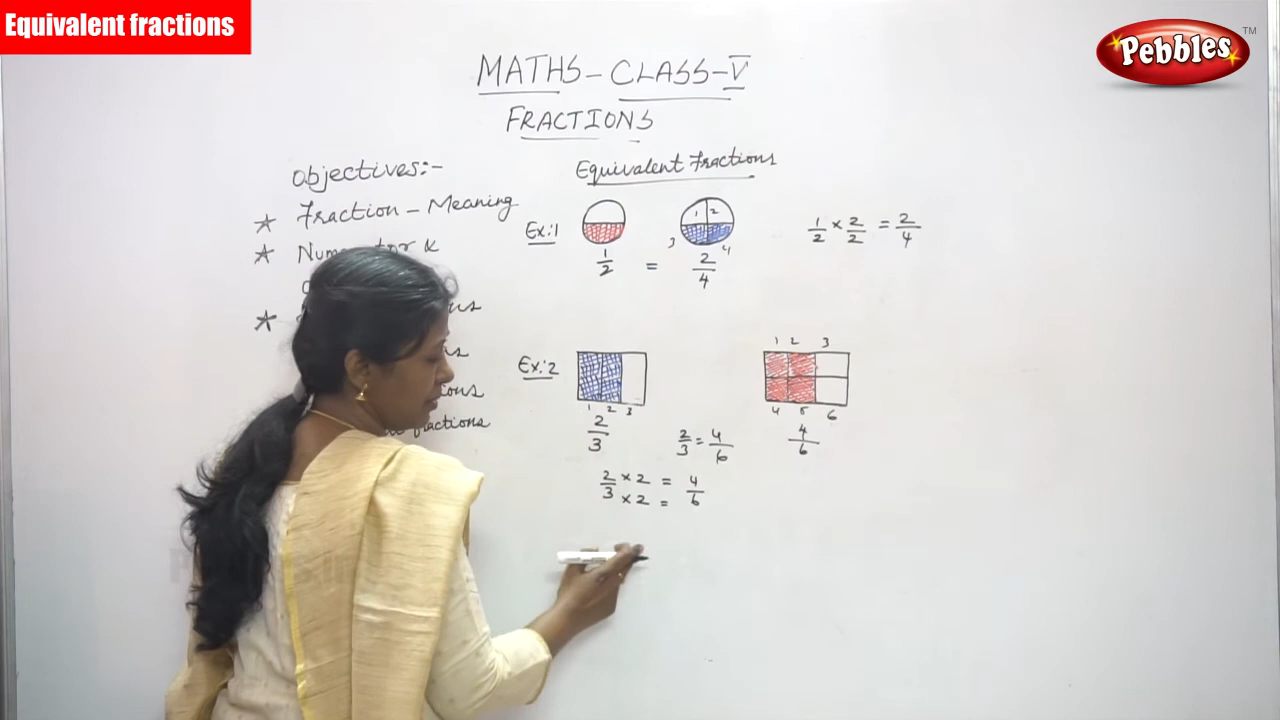 Equivalent fractions
Pebbles TM
MATHS - CLASS - V
FRACTIONS
Objectives:-
Fraction - Meaning
Equivalent Fractions
Ex:1
1 2
4
1/2 = 2/4
1/2 × 2/2 = 2/4
Ex:2
1 2 3
2/3
1 2 3
4 5 6
4/6
2/3 = 4/6
2/3 × 2 = 4/6
× 2 =
fractions